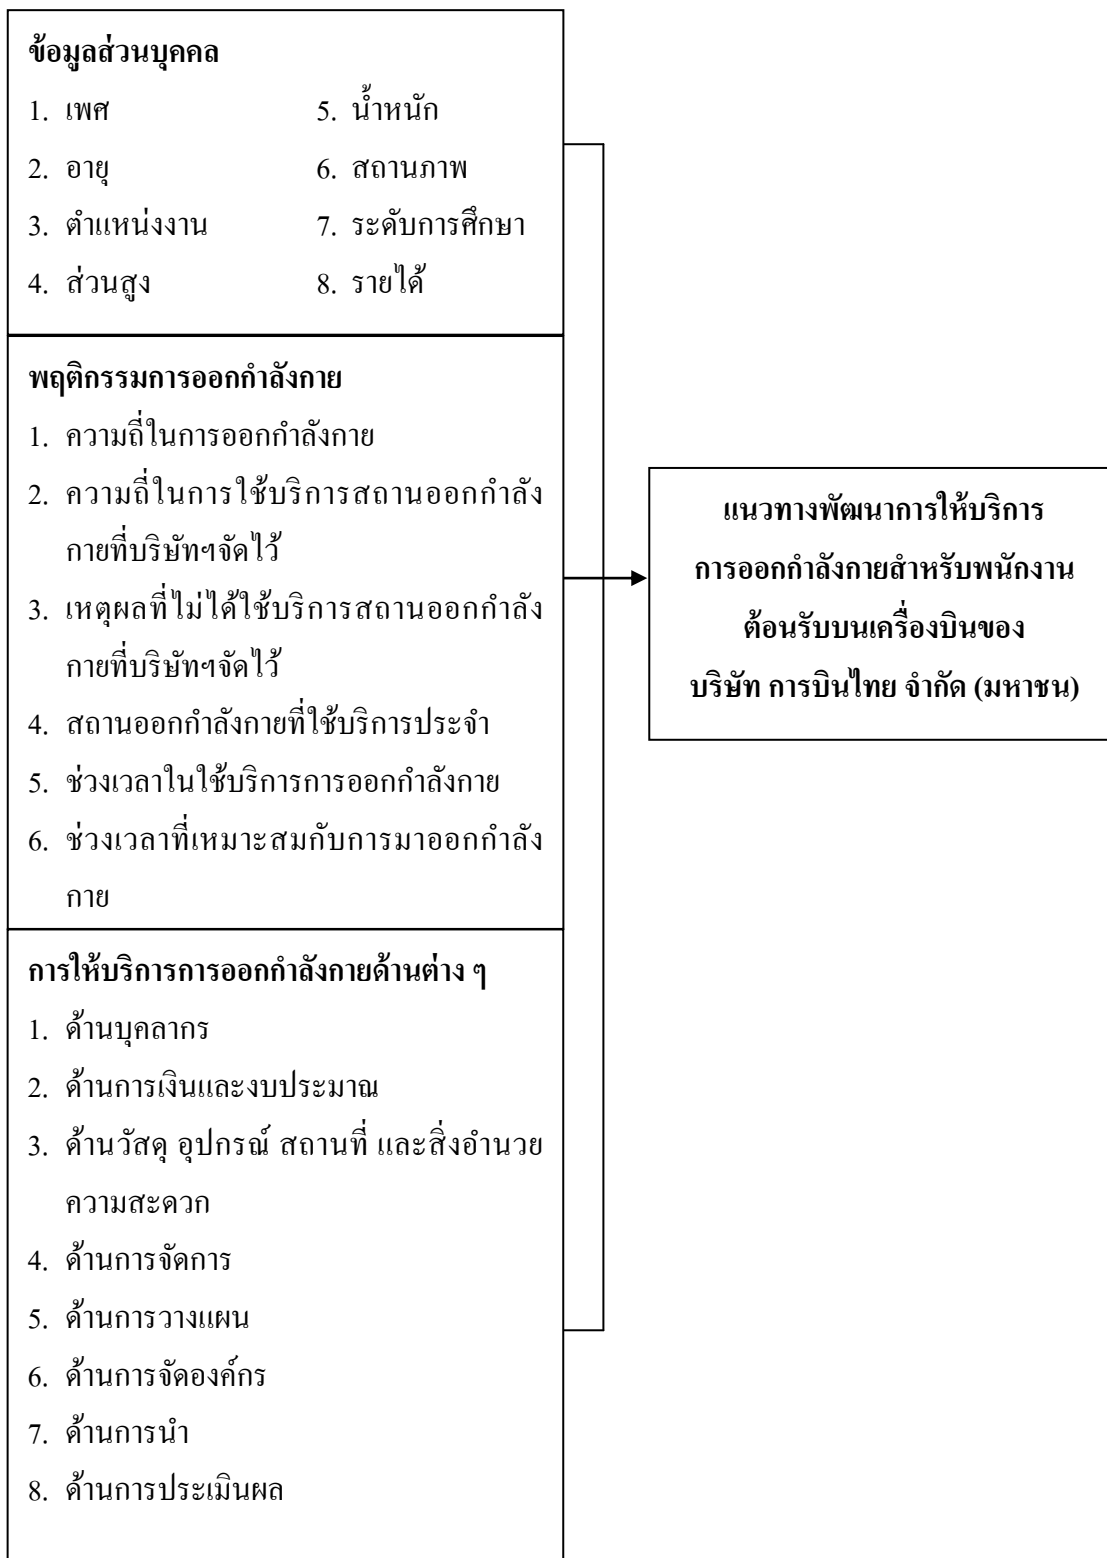 ข้อมูลส่วนบุคคล
1. เพศ 5. น้ำหนัก
2. อายุ 6. สถานภาพ
3. ตำแหน่งงาน 7. ระดับการศึกษา
4. ส่วนสูง 8. รายได้
พฤติกรรมการออกกำลังกาย
1. ความถี่ในการออกกำลังกาย
2. ความถี่ในการใช้บริการสถานออกกำลัง
กายที่บริษัทฯจัดไว้
3. เหตุผลที่ไม่ได้ใช้บริการสถานออกกำลัง
กายที่บริษัทฯจัดไว้
4. สถานออกกำลังกายที่ใช้บริการประจำ
5. ช่วงเวลาในใช้บริการการออกกำลังกาย
6. ช่วงเวลาที่เหมาะสมกับการมาออกกำลัง
กาย
การให้บริการการออกกำลังกายด้านต่าง ๆ
1. ด้านบุคลากร
2. ด้านการเงินและงบประมาณ
3. ด้านวัสดุ อุปกรณ์ สถานที่ และสิ่งอำนวย
ความสะดวก
4. ด้านการจัดการ
5. ด้านการวางแผน
6. ด้านการจัดองค์กร
7. ด้านการนำ
8. ด้านการประเมินผล
แนวทางพัฒนาการให้บริการ
การออกกำลังกายสำหรับพนักงาน
ต้อนรับบนเครื่องบินของ
บริษัท การบินไทย จำกัด (มหาชน)